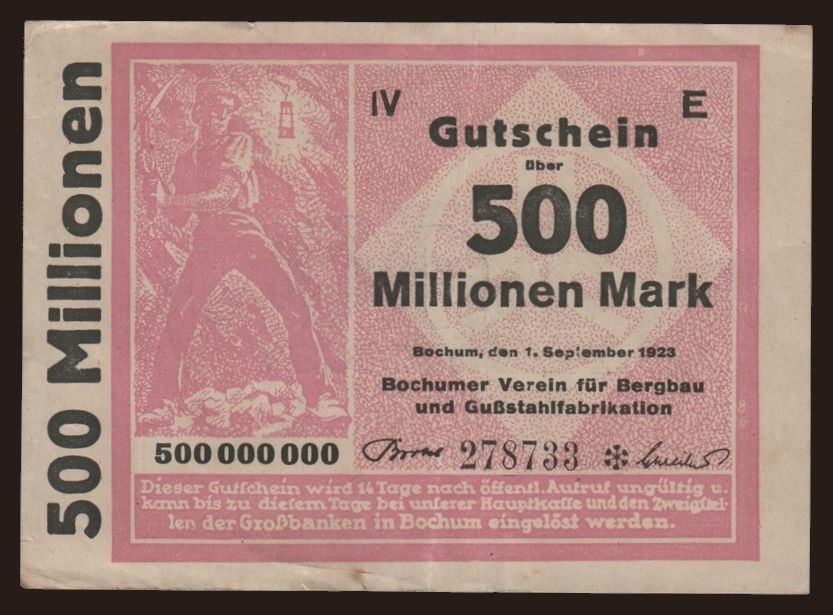 500 Millionen
IV E
Gutschein
über
500
Millionen Mark
Bochum, den 1. September 1923
Bochumer Verein für Bergbau
und Gußstahlfabrikation
500 000 000
278733 ✻
Dieser Gutschein wird 14 Tage nach öffentl. Aufruf ungültig u.
kann bis zu diesem Tage bei unserer Hauptkasse und den Zweigstel-
len der Großbanken in Bochum eingelöst werden.